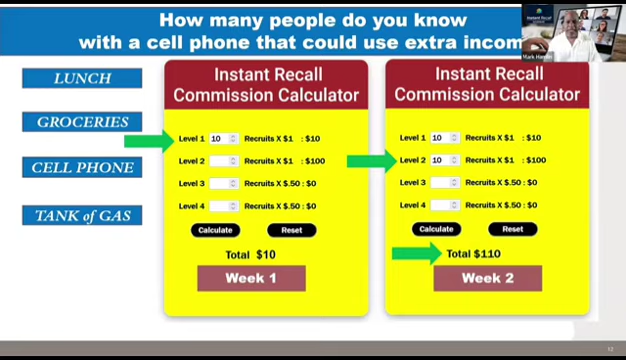 How many people do you know
with a cell phone that could use extra incom
LUNCH
GROCERIES
CELL PHONE
TANK of GAS
Instant Recall
Commission Calculator
Level 1 10 Recruits X $1 : $10
Level 2 Recruits X $1 : $100
Level 3 Recruits X $.50 : $0
Level 4 Recruits X $.50 : $0
Calculate Reset
Total $10
Week 1
Instant Recall
Commission Calculator
Level 1 10 Recruits X $1 : $10
Level 2 10 Recruits X $1 : $100
Level 3 Recruits X $.50 : $0
Level 4 Recruits X $.50 : $0
Calculate Reset
Total $110
Week 2
Instant Recall
Mark
12